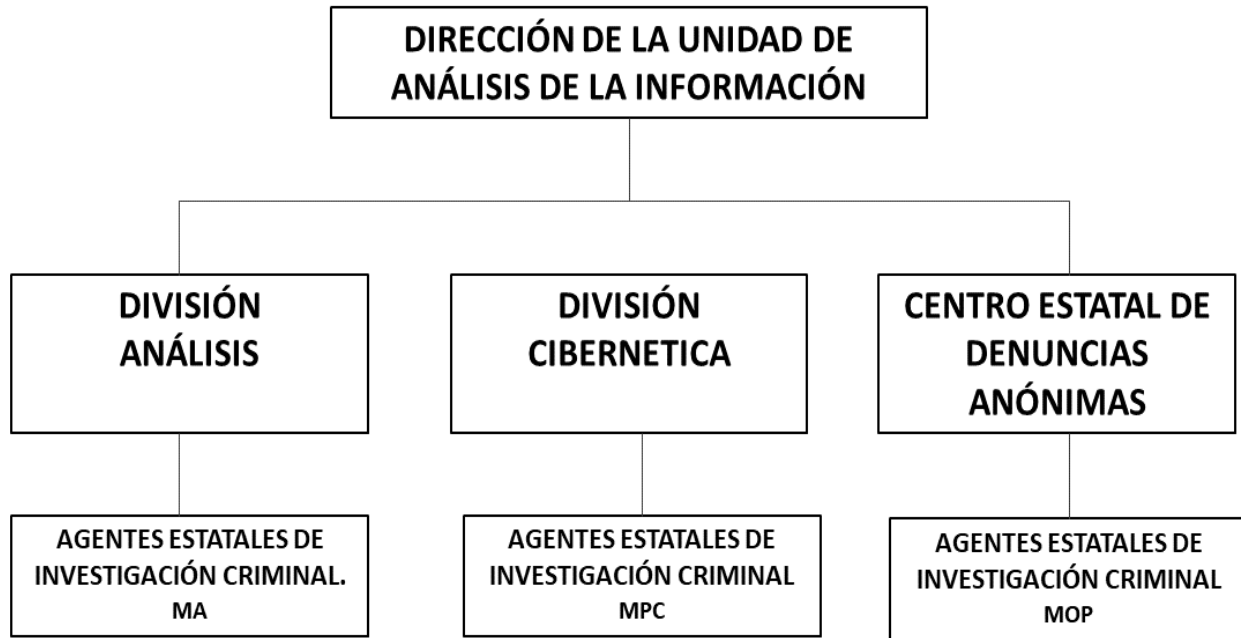 DIRECCIÓN DE LA UNIDAD DE
ANÁLISIS DE LA INFORMACIÓN
DIVISIÓN
ANÁLISIS
DIVISIÓN
CIBERNETICA
CENTRO ESTATAL DE
DENUNCIAS
ANÓNIMAS
AGENTES ESTATALES DE
INVESTIGACIÓN CRIMINAL.
MA
AGENTES ESTATALES DE
INVESTIGACIÓN CRIMINAL
MPC
AGENTES ESTATALES DE
INVESTIGACIÓN CRIMINAL
MOP